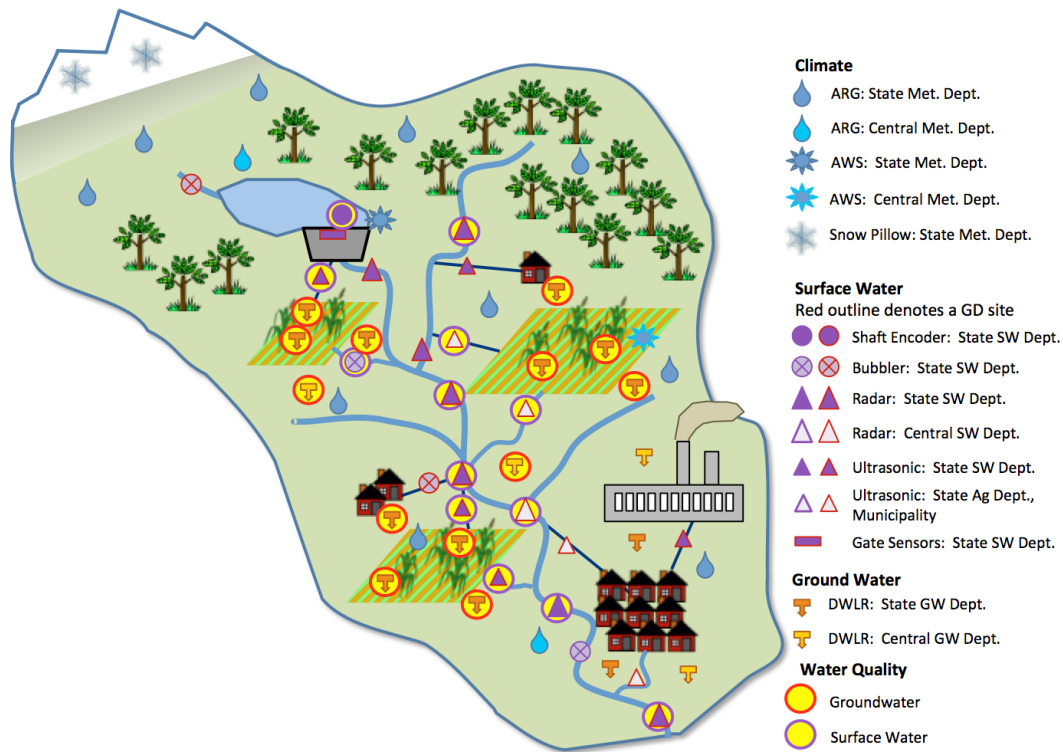 Climate
ARG: State Met. Dept.
ARG: Central Met. Dept.
AWS: State Met. Dept.
AWS: Central Met. Dept.
Snow Pillow: State Met. Dept.
Surface Water
Red outline denotes a GD site
Shaft Encoder: State SW Dept.
Bubbler: State SW Dept.
Radar: State SW Dept.
Radar: Central SW Dept.
Ultrasonic: State SW Dept.
Ultrasonic: State Ag Dept.,
Municipality
Gate Sensors: State SW Dept.
Ground Water
DWLR: State GW Dept.
DWLR: Central GW Dept.
Water Quality
Groundwater
Surface Water